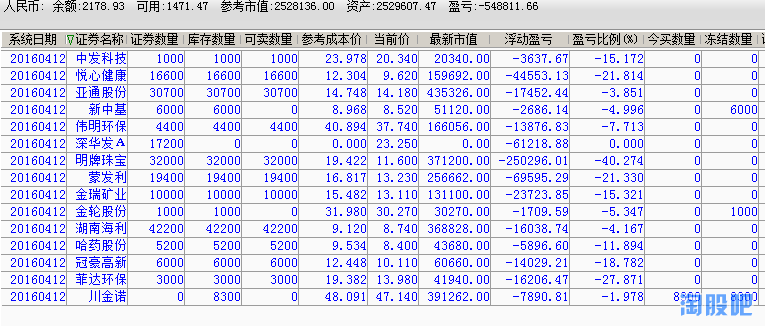 人民币: 余额:2178.93 可用:1471.47 参考市值:2528136.00 资产:2529607.47 盈亏:-548811.66
系统日期 证券名称 证券数量 库存数量 可卖数量 参考成本价 当前价 最新市值 浮动盈亏 盈亏比例(%) 今买数量 冻结数量
20160412 中发科技 1000 1000 1000 23.978 20.340 20340.00 -3637.67 -15.172 0 0
20160412 悦心健康 16600 16600 16600 12.304 9.620 159692.00 -44553.13 -21.814 0 0
20160412 亚通股份 30700 30700 30700 14.748 14.180 435326.00 -17452.44 -3.851 0 0
20160412 新中基 6000 6000 0 8.968 8.520 51120.00 -2686.14 -4.996 0 6000
20160412 伟明环保 4400 4400 4400 40.894 37.740 166056.00 -13876.83 -7.713 0 0
20160412 深华发A 17200 0 0 0.000 23.250 0.00 -61218.88 0.000 0 0
20160412 明牌珠宝 32000 32000 32000 19.422 11.600 371200.00 -250296.01 -40.274 0 0
20160412 蒙发利 19400 19400 19400 16.817 13.230 256662.00 -69595.29 -21.330 0 0
20160412 金瑞矿业 10000 10000 10000 15.482 13.110 131100.00 -23723.85 -15.321 0 0
20160412 金轮股份 1000 1000 0 31.980 30.270 30270.00 -1709.59 -5.347 0 1000
20160412 湖南海利 42200 42200 42200 9.120 8.740 368828.00 -16038.74 -4.167 0 0
20160412 哈药股份 5200 5200 5200 9.534 8.400 43680.00 -5896.60 -11.894 0 0
20160412 冠豪高新 6000 6000 6000 12.448 10.110 60660.00 -14029.21 -18.782 0 0
20160412 菲达环保 3000 3000 3000 19.382 13.980 41940.00 -16206.47 -27.871 0 0
20160412 川金诺 0 8300 0 48.091 47.140 391262.00 -7890.81 -1.978 8300 8300
淘股吧